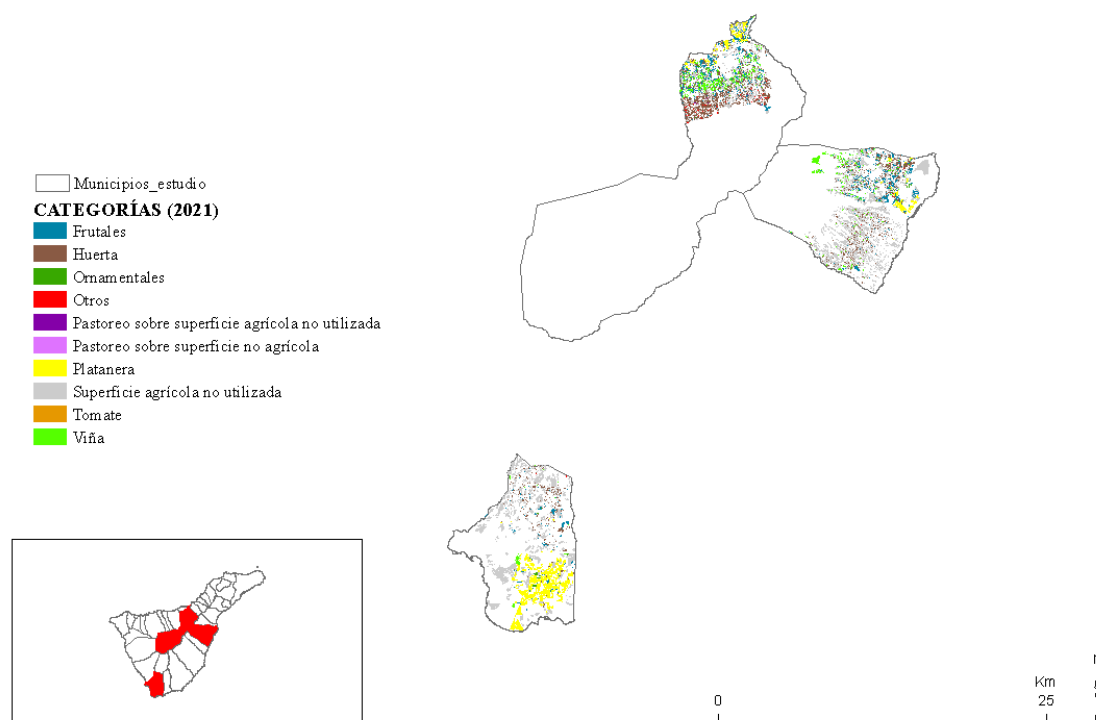 Municipios_estudio
CATEGORÍAS (2021)
Frutales
Huerta
Ornamentales
Otros
Pastoreo sobre superficie agrícola no utilizada
Pastoreo sobre superficie no agrícola
Platanera
Superficie agrícola no utilizada
Tomate
Viña
Km
0 25